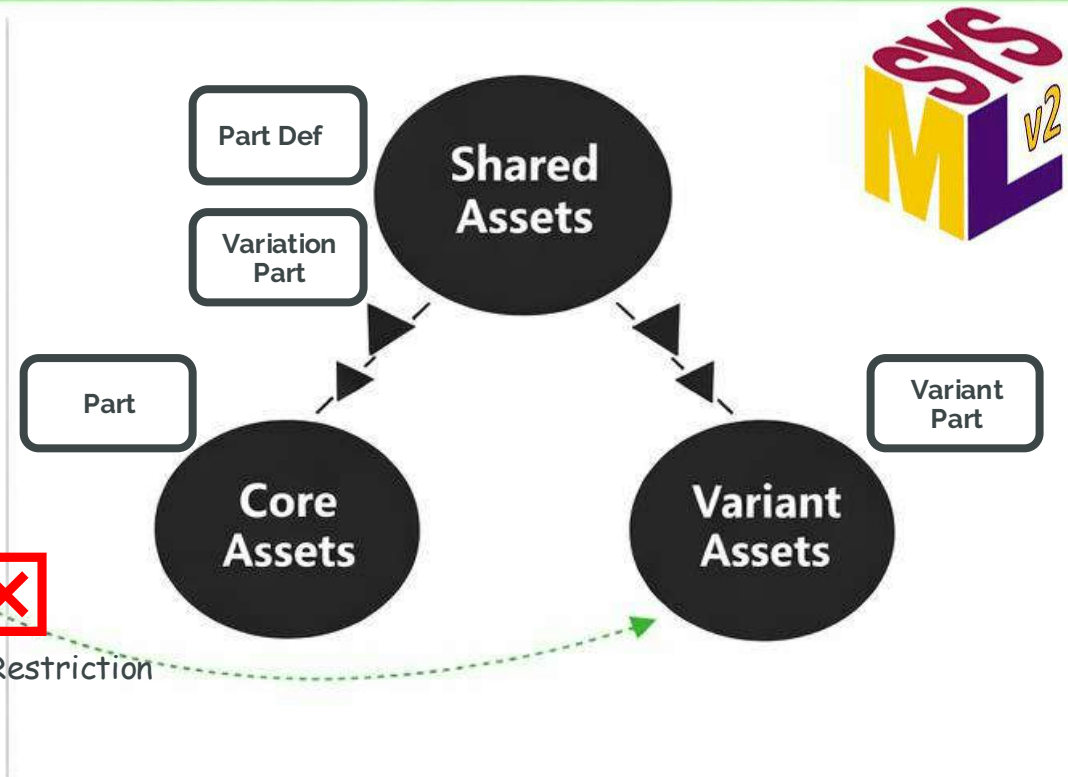 SYS
ML
v2
Part Def
Shared
Assets
Variation
Part
Part
Variant
Part
Core
Assets
Variant
Assets
Restriction